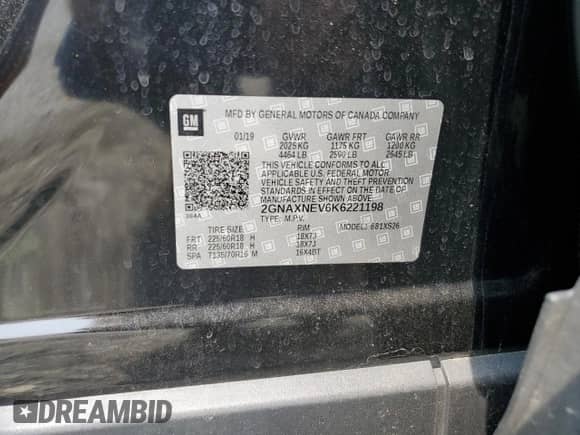 GM
MFD BY GENERAL MOTORS OF CANADA COMPANY
01/19 GVWR GAWR FRT GAWR RR
2025 KG 1175 KG 1200 KG
4464 LB 2590 LB 2645 LB
THIS VEHICLE CONFORMS TO ALL
APPLICABLE U.S. FEDERAL MOTOR
VEHICLE SAFETY AND THEFT
PREVENTION STANDARDS IN
EFFECT ON THE DATE OF
MANUFACTURE SHOWN ABOVE.
2GNAXNEV6K6221198
TYPE: M.P.V. MODEL: 681XS26
TIRE SIZE RIM
FRT 225/60R18 H 18X7J
RR 225/60R18 H 18X7J
SPA T135/70R16 M 16X4BT
DREAMBID